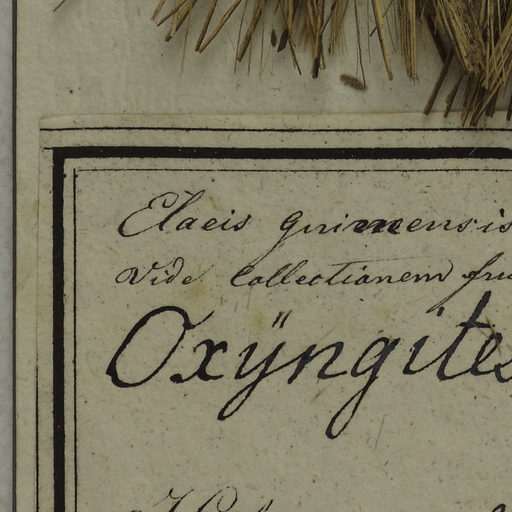 Elaeis guineensis
Vide Collectionem fru
Oxÿngites